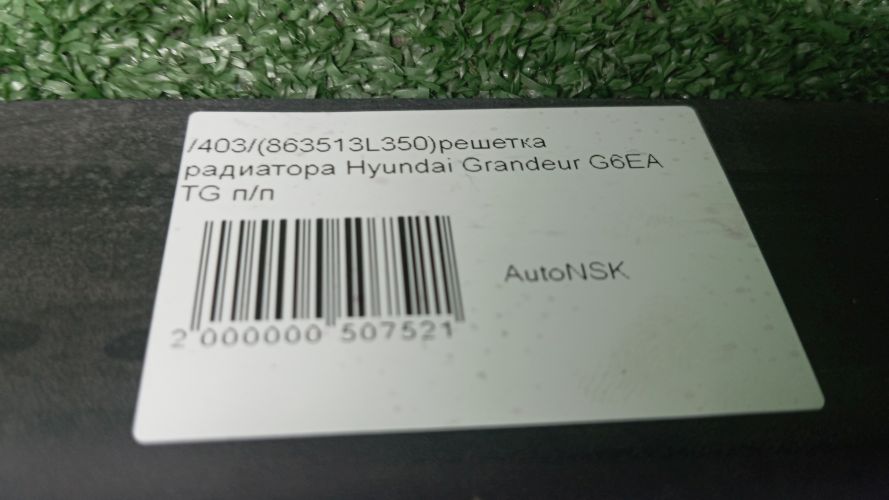 /403/(863513L350)решетка
радиатора Hyundai Grandeur G6EA
TG п/п
AutoNSK
2 000000 507521